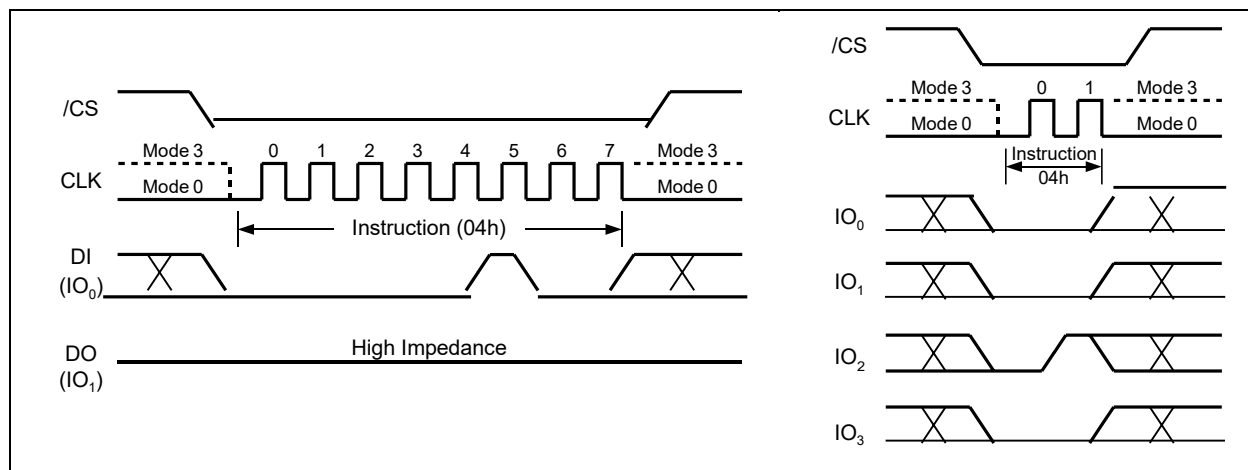 /CS
Mode 3
0
1
2
3
4
5
6
7
Mode 3
CLK
Mode 0
Mode 0
Instruction (04h)
DI
(IO₀)
DO
(IO₁)
High Impedance
/CS
Mode 3
0
1
Mode 3
CLK
Mode 0
Mode 0
Instruction
04h
IO₀
IO₁
IO₂
IO₃